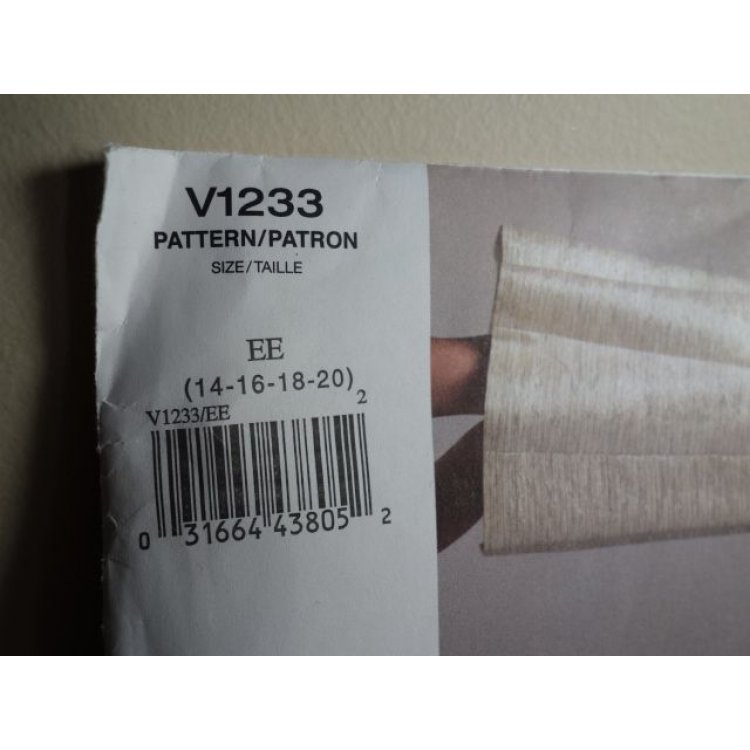 V1233
PATTERN/PATRON
SIZE/TAILLE
EE
(14-16-18-20)
2
V1233/EE
0 31664 43805 2